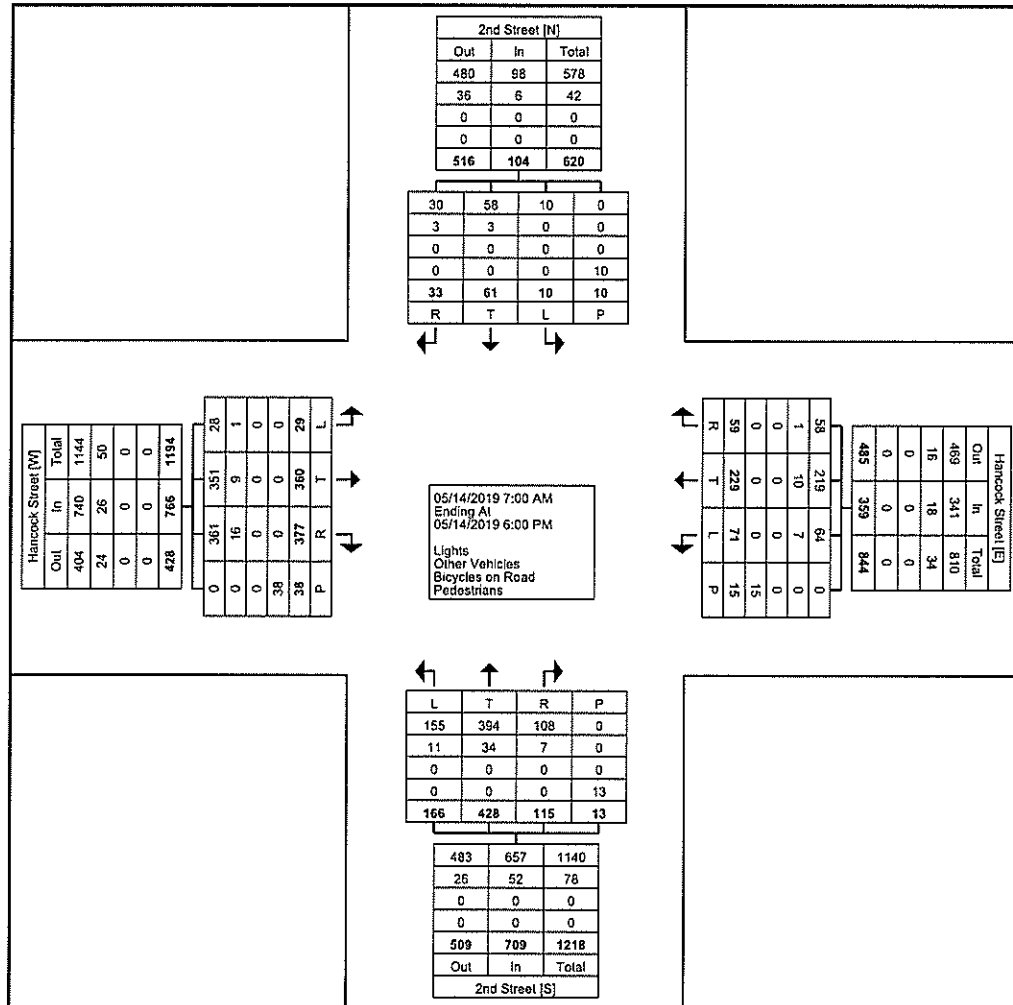 2nd Street [N]
Out In Total
480 98 578
36 6 42
0 0 0
0 0 0
516 104 620
30 58 10 0
3 3 0 0
0 0 0 0
0 0 0 10
33 61 10 10
R T L P
Hancock Street [W]
Total 1144 50 0 0 1194
In 740 26 0 0 766
Out 404 24 0 0 428
28 1 0 0 29 L
351 9 0 0 360 T
361 16 0 0 377 R
0 0 0 38 38 P
05/14/2019 7:00 AM
Ending At
05/14/2019 6:00 PM
Lights
Other Vehicles
Bicycles on Road
Pedestrians
R 59 0 0 1 58
T 229 0 0 10 219
L 71 0 0 7 64
P 15 15 0 0 0
Hancock Street [E]
Out In Total
469 341 810
16 18 34
0 0 0
0 0 0
485 359 844
L T R P
155 394 108 0
11 34 7 0
0 0 0 0
0 0 0 13
166 428 115 13
483 657 1140
26 52 78
0 0 0
0 0 0
509 709 1218
Out In Total
2nd Street [S]